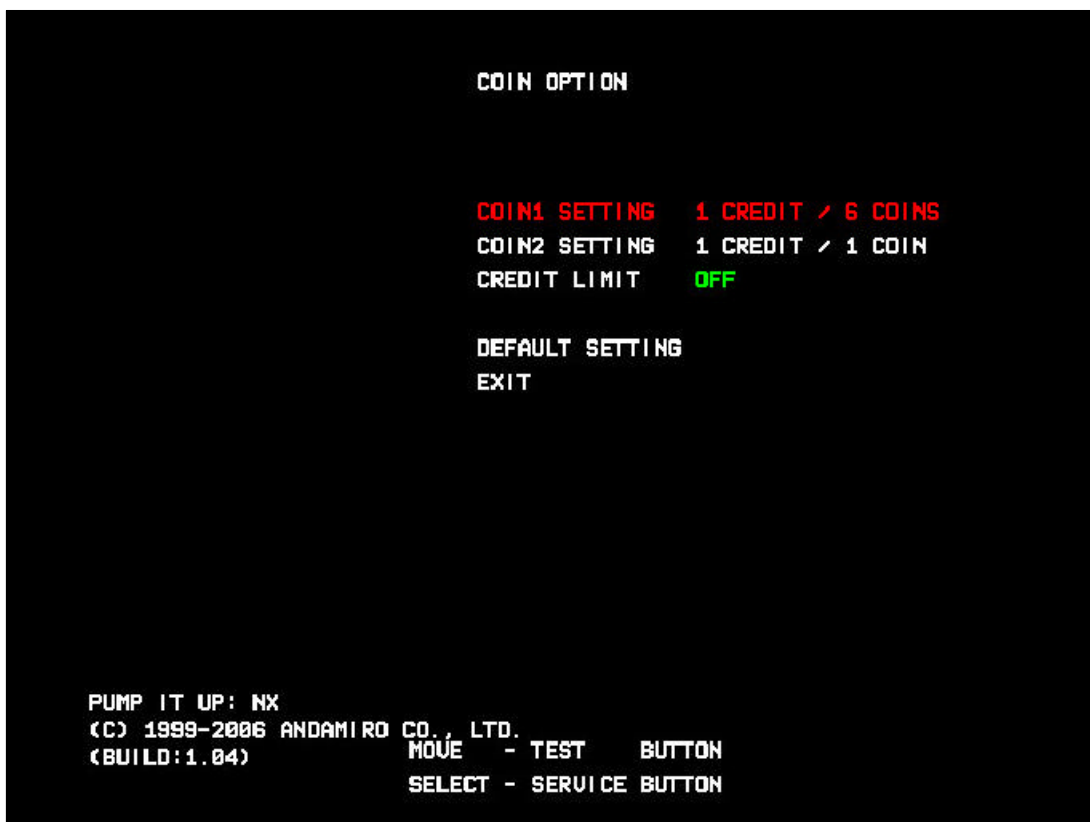 COIN OPTION
COIN1 SETTING 1 CREDIT / 6 COINS
COIN2 SETTING 1 CREDIT / 1 COIN
CREDIT LIMIT OFF
DEFAULT SETTING
EXIT
PUMP IT UP: NX
(C) 1999-2006 ANDAMIRO CO., LTD.
(BUILD:1.04)
MOVE - TEST BUTTON
SELECT - SERVICE BUTTON